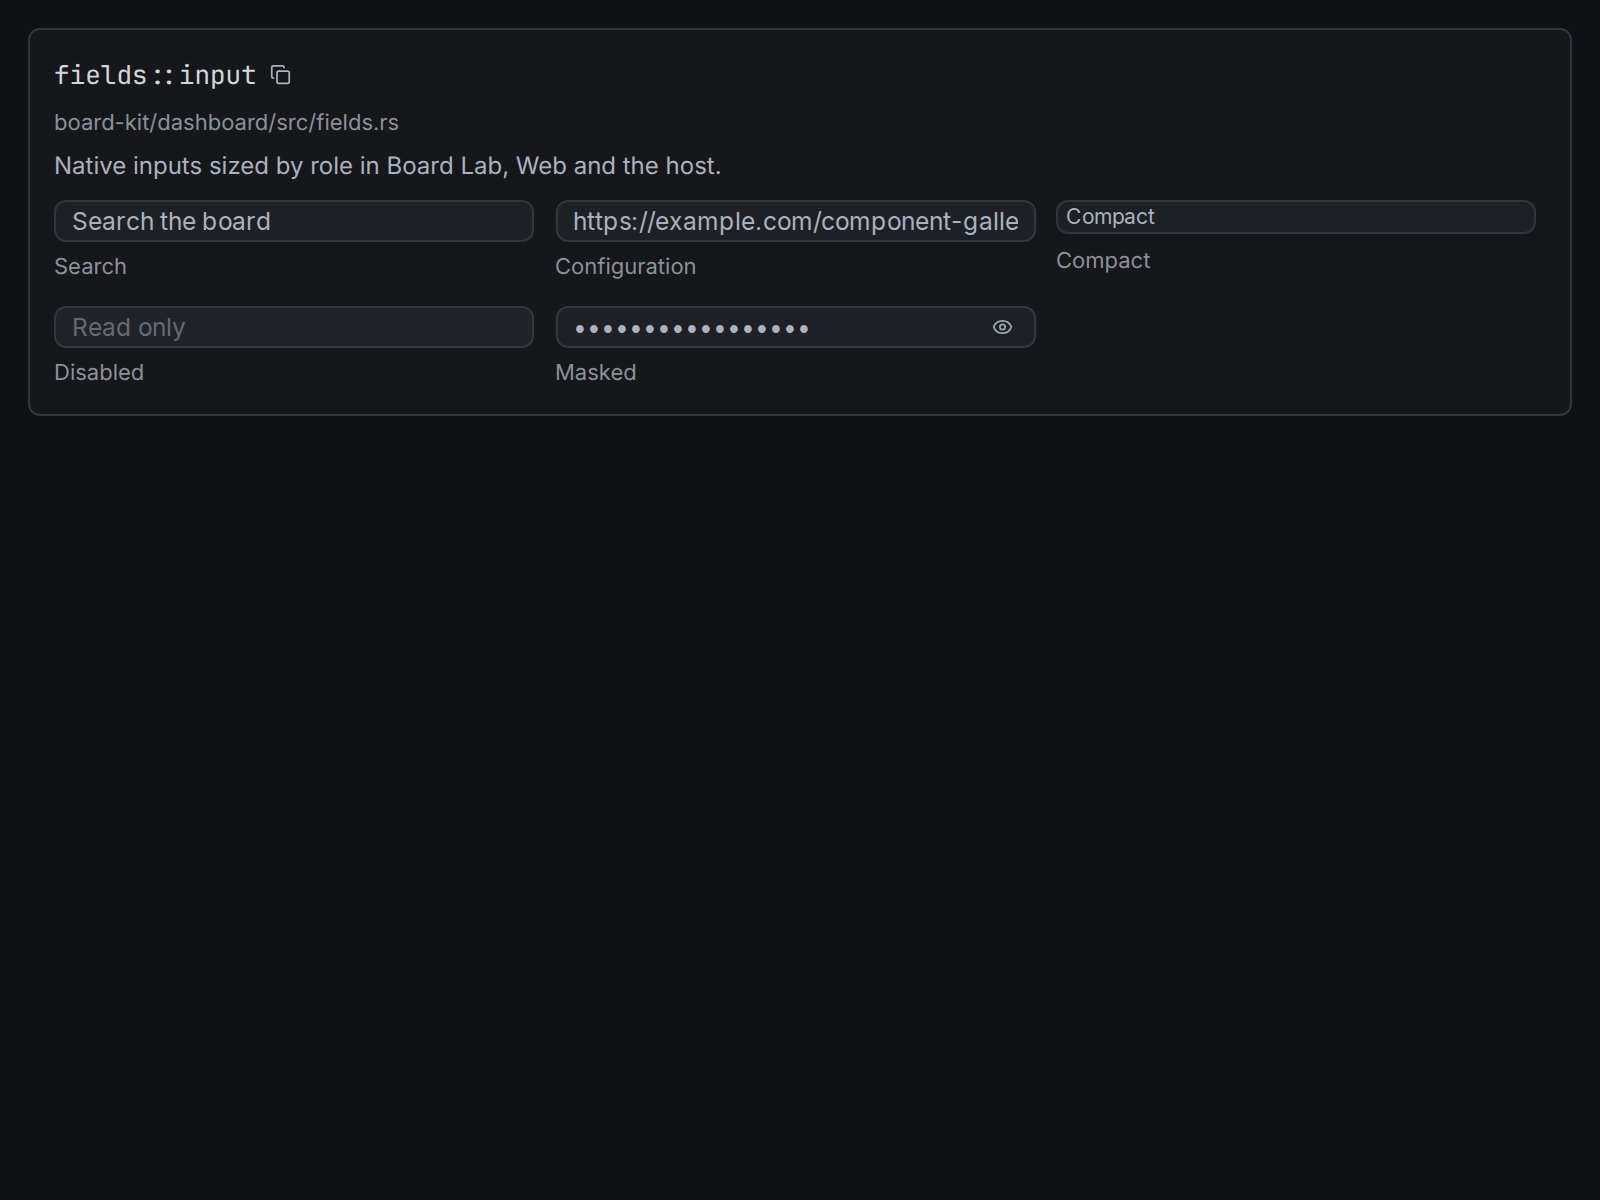 fields::input
board-kit/dashboard/src/fields.rs
Native inputs sized by role in Board Lab, Web and the host.
Search the board
https://example.com/component-galle
Compact
Search
Configuration
Compact
Read only
•••••••••••••••••
Disabled
Masked